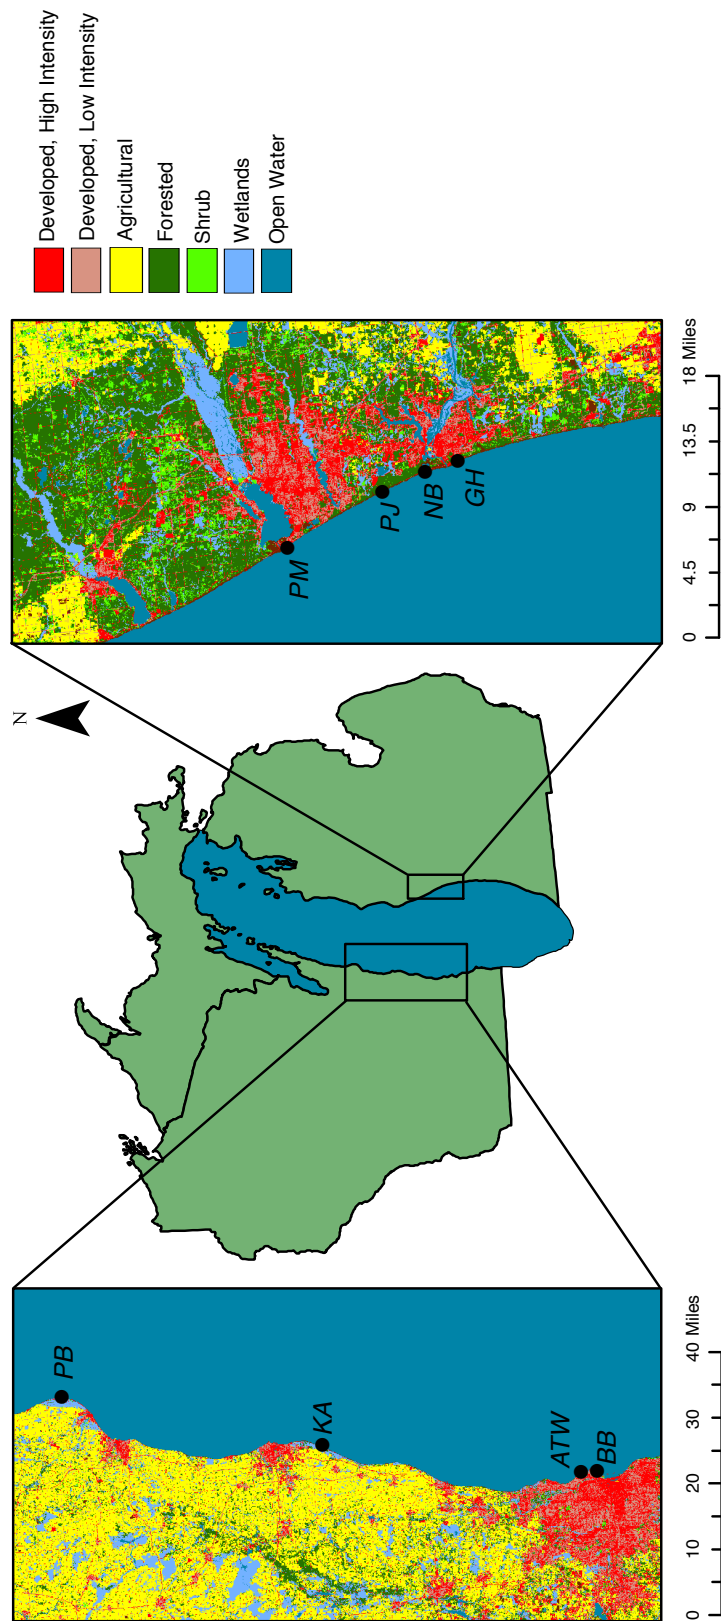 Developed, High Intensity
Developed, Low Intensity
Agricultural
Forested
Shrub
Wetlands
Open Water
N
PB
KA
ATW
BB
0 10 20 30 40 Miles
PM
PJ
NB
GH
0 4.5 9 13.5 18 Miles